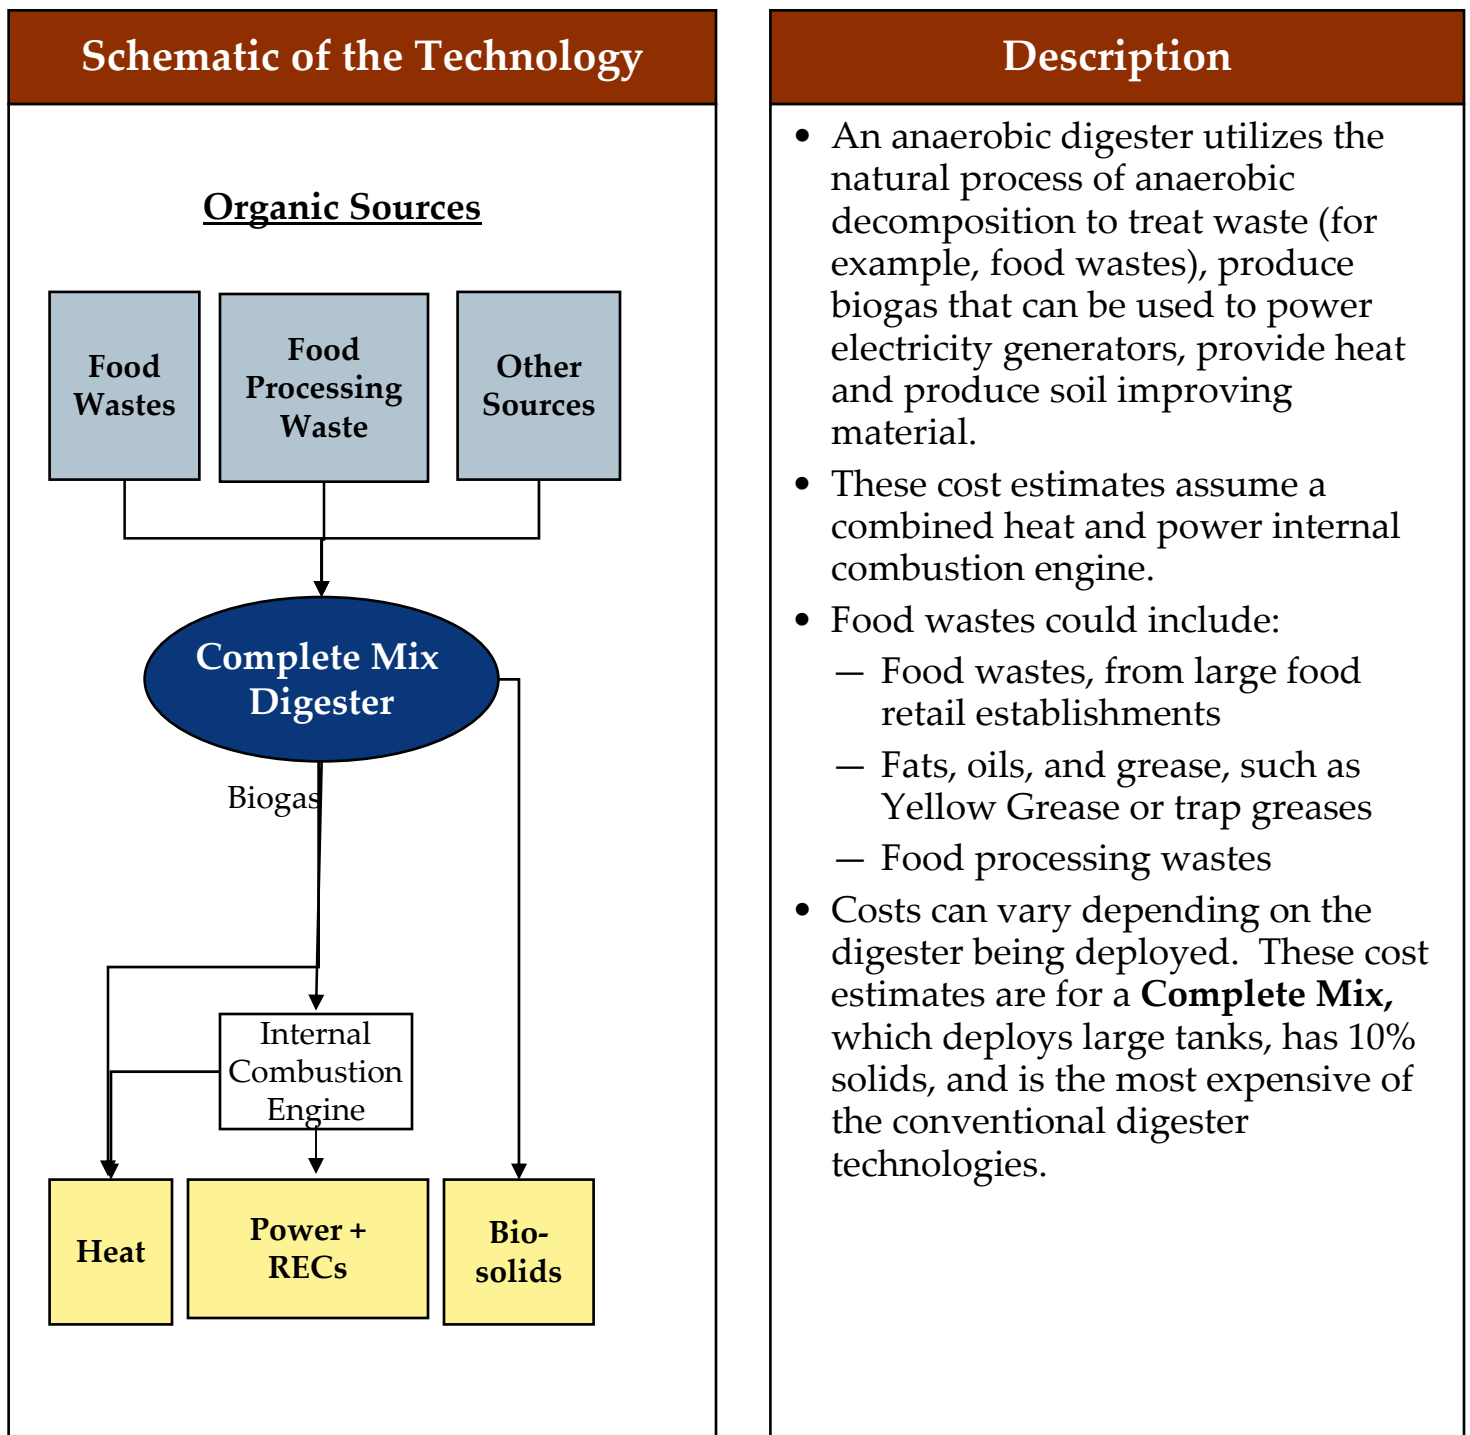 Schematic of the Technology
Organic Sources
Food
Wastes
Food
Processing
Waste
Other
Sources
Complete Mix
Digester
Biogas
Internal
Combustion
Engine
Heat
Power +
RECs
Bio-
solids
Description
• An anaerobic digester utilizes the
natural process of anaerobic
decomposition to treat waste (for
example, food wastes), produce
biogas that can be used to power
electricity generators, provide heat
and produce soil improving
material.
• These cost estimates assume a
combined heat and power internal
combustion engine.
• Food wastes could include:
— Food wastes, from large food
retail establishments
— Fats, oils, and grease, such as
Yellow Grease or trap greases
— Food processing wastes
• Costs can vary depending on the
digester being deployed.  These cost
estimates are for a Complete Mix,
which deploys large tanks, has 10%
solids, and is the most expensive of
the conventional digester
technologies.